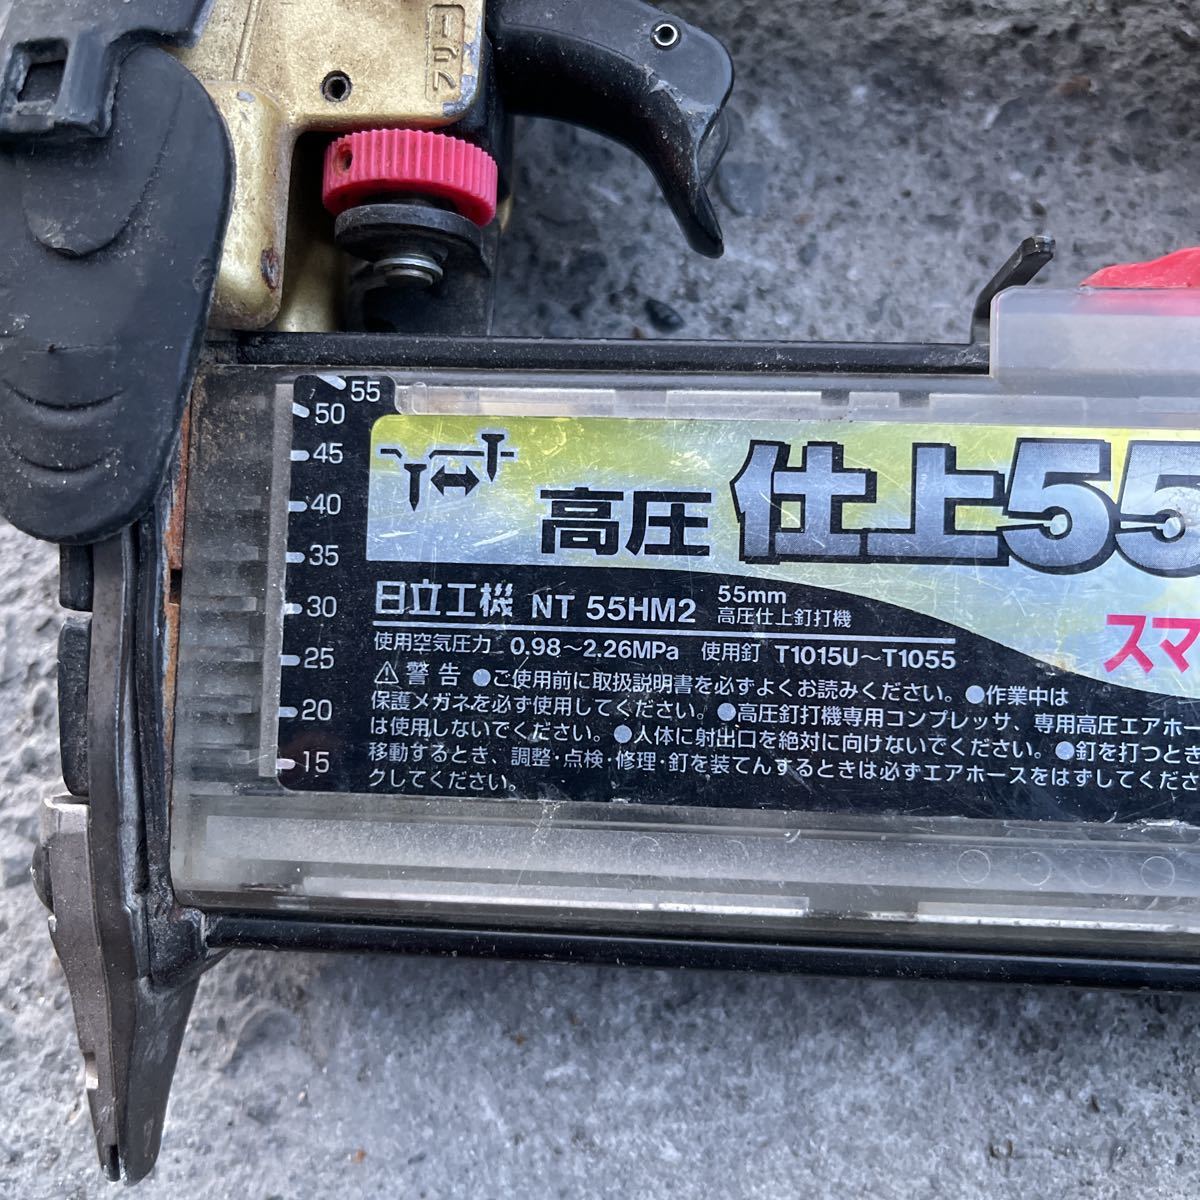 フリー
55
50
45
40
35
30
25
20
15
高圧 仕上55
スマ
日立工機 NT 55HM2 55mm
高圧仕上釘打機
使用空気圧力 0.98～2.26MPa 使用釘 T1015U～T1055
⚠警告 ●ご使用前に取扱説明書を必ずよくお読みください。●作業中は
保護メガネを必ず使用してください。●高圧釘打機専用コンプレッサ、専用高圧エアホー
は使用しないでください。●人体に射出口を絶対に向けないでください。●釘を打つとき
移動するとき、調整・点検・修理・釘を装てんするときは必ずエアホースをはずしてくださ
クしてください。